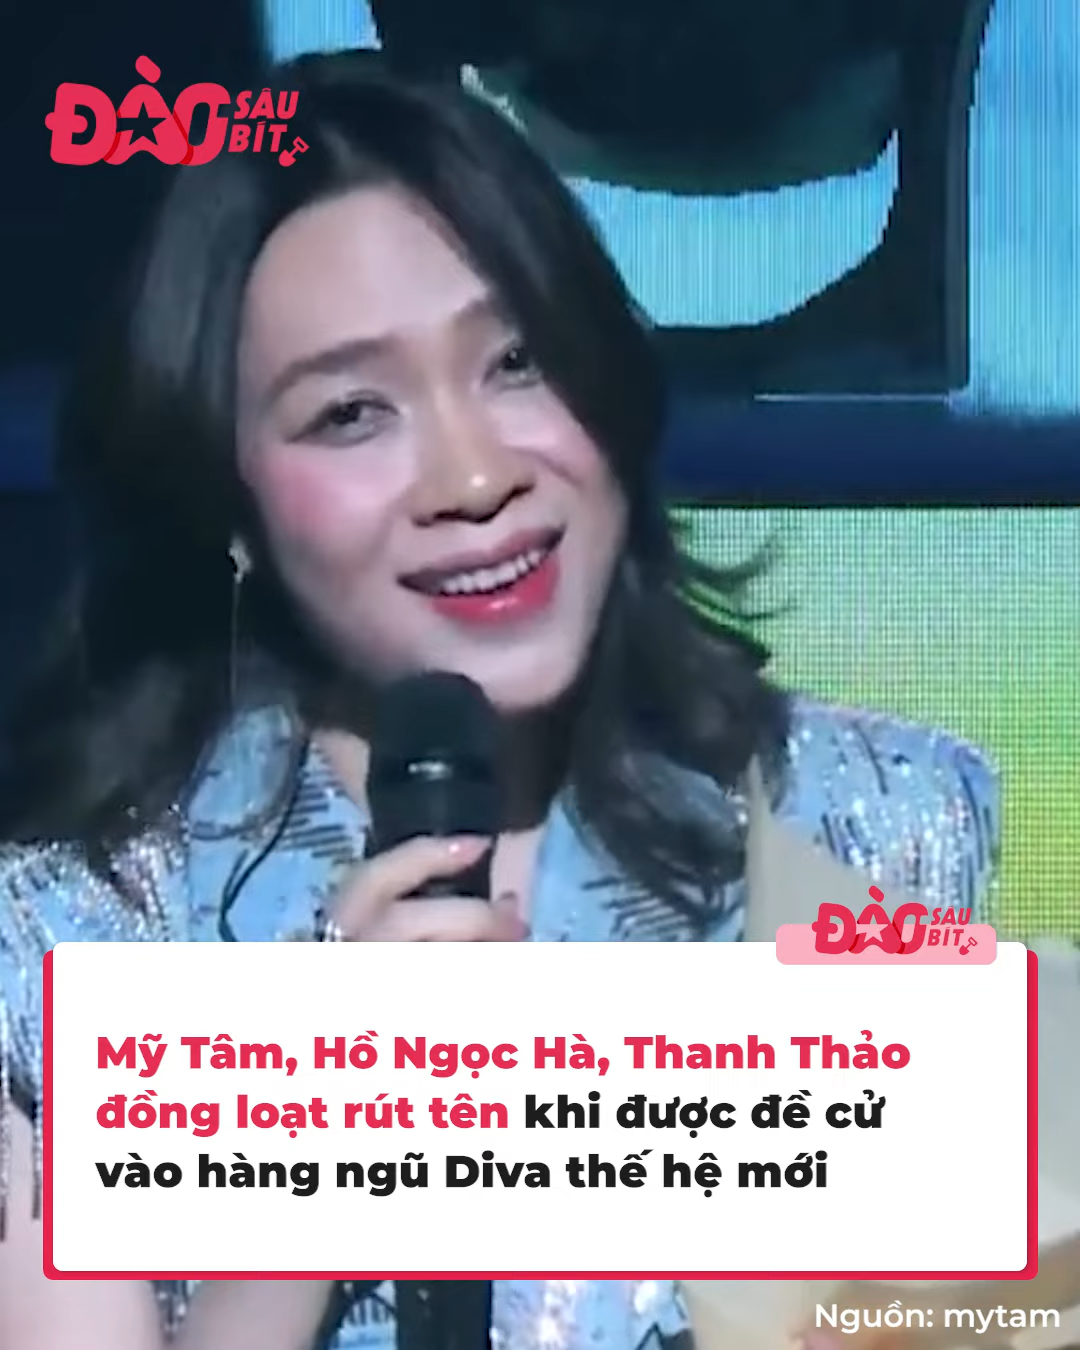 ĐÀO SÂU
BÍT
ĐÀO SÂU
BÍT
Mỹ Tâm, Hồ Ngọc Hà, Thanh Thảo
đồng loạt rút tên khi được đề cử
vào hàng ngũ Diva thế hệ mới
Nguồn: mytam